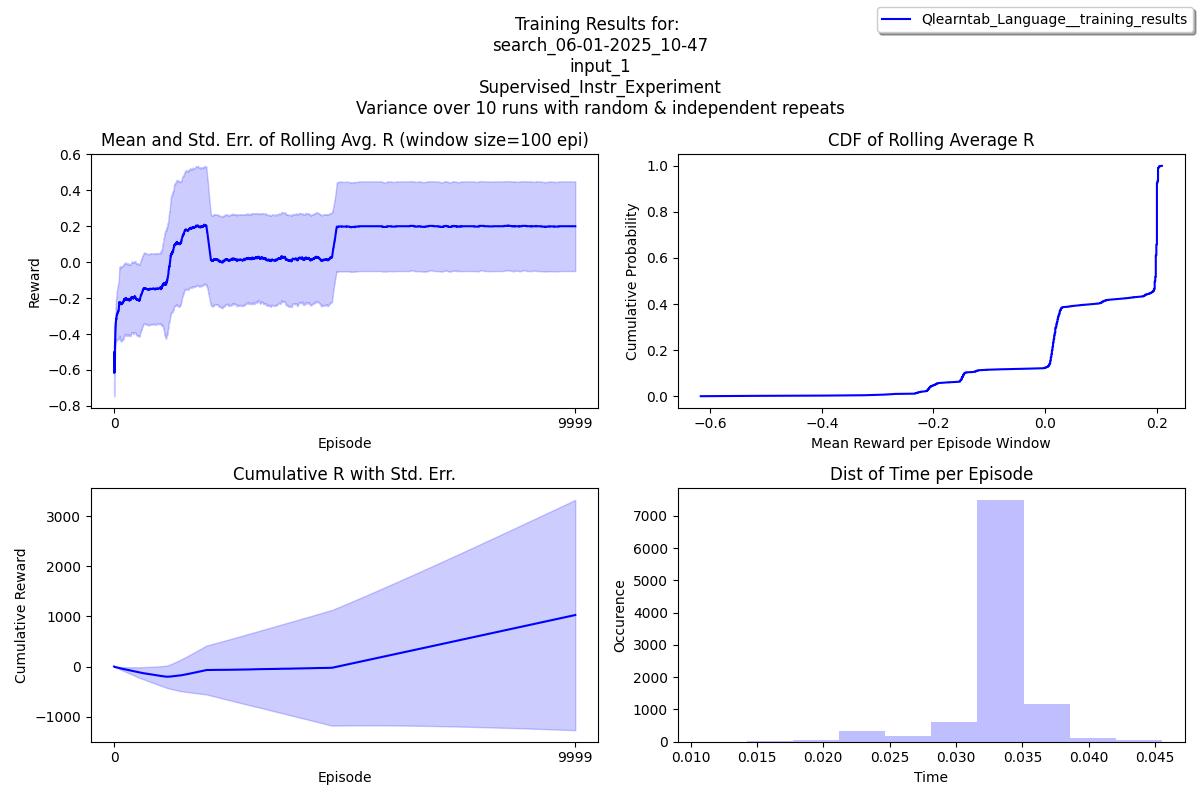 Qlearntab_Language__training_results
Training Results for:
search_06-01-2025_10-47
input_1
Supervised_Instr_Experiment
Variance over 10 runs with random & independent repeats
Mean and Std. Err. of Rolling Avg. R (window size=100 epi)
0.6
0.4
0.2
0.0
−0.2
−0.4
−0.6
−0.8
Reward
0
9999
Episode
CDF of Rolling Average R
1.0
0.8
0.6
0.4
0.2
0.0
Cumulative Probability
−0.6
−0.4
−0.2
0.0
0.2
Mean Reward per Episode Window
Cumulative R with Std. Err.
3000
2000
1000
0
−1000
Cumulative Reward
0
9999
Episode
Dist of Time per Episode
7000
6000
5000
4000
3000
2000
1000
0
Occurence
0.010
0.015
0.020
0.025
0.030
0.035
0.040
0.045
Time